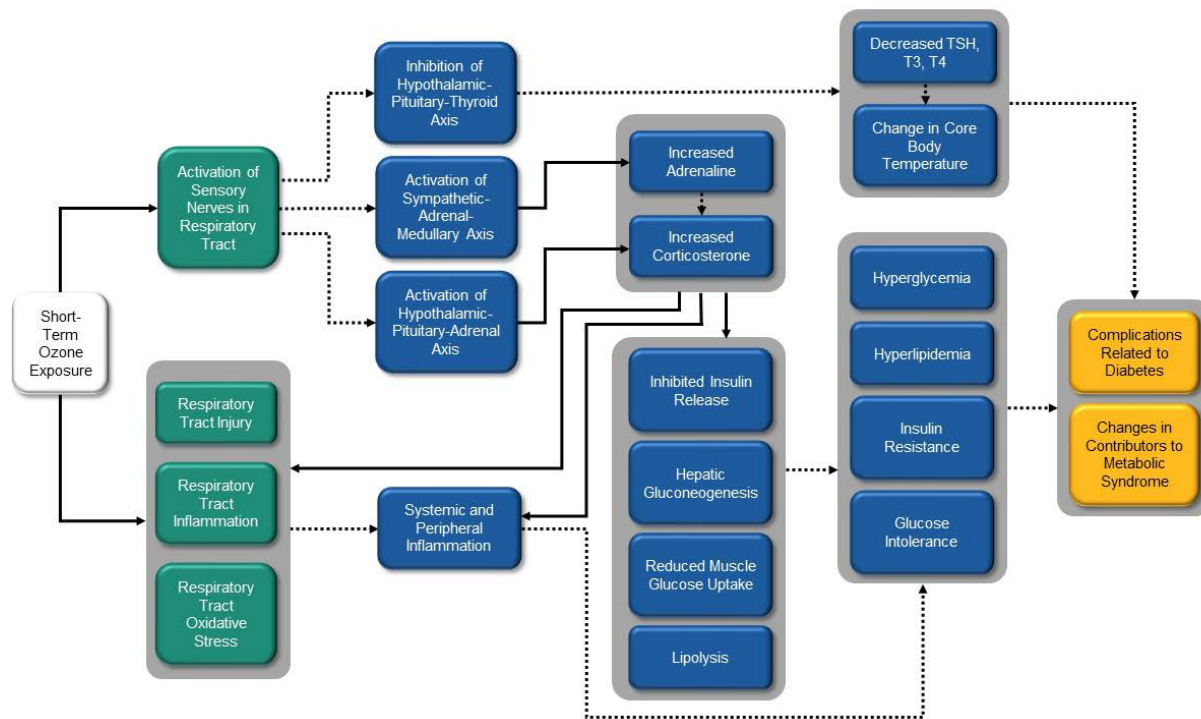 Short-
Term
Ozone
Exposure
Activation of
Sensory
Nerves in
Respiratory
Tract
Respiratory
Tract Injury
Respiratory
Tract
Inflammation
Respiratory
Tract
Oxidative
Stress
Inhibition of
Hypothalamic-
Pituitary-Thyroid
Axis
Activation of
Sympathetic-
Adrenal-
Medullary Axis
Activation of
Hypothalamic-
Pituitary-Adrenal
Axis
Systemic and
Peripheral
Inflammation
Increased
Adrenaline
Increased
Corticosterone
Inhibited Insulin
Release
Hepatic
Gluconeogenesis
Reduced Muscle
Glucose Uptake
Lipolysis
Decreased TSH,
T3, T4
Change in Core
Body
Temperature
Hyperglycemia
Hyperlipidemia
Insulin
Resistance
Glucose
Intolerance
Complications
Related to
Diabetes
Changes in
Contributors to
Metabolic
Syndrome